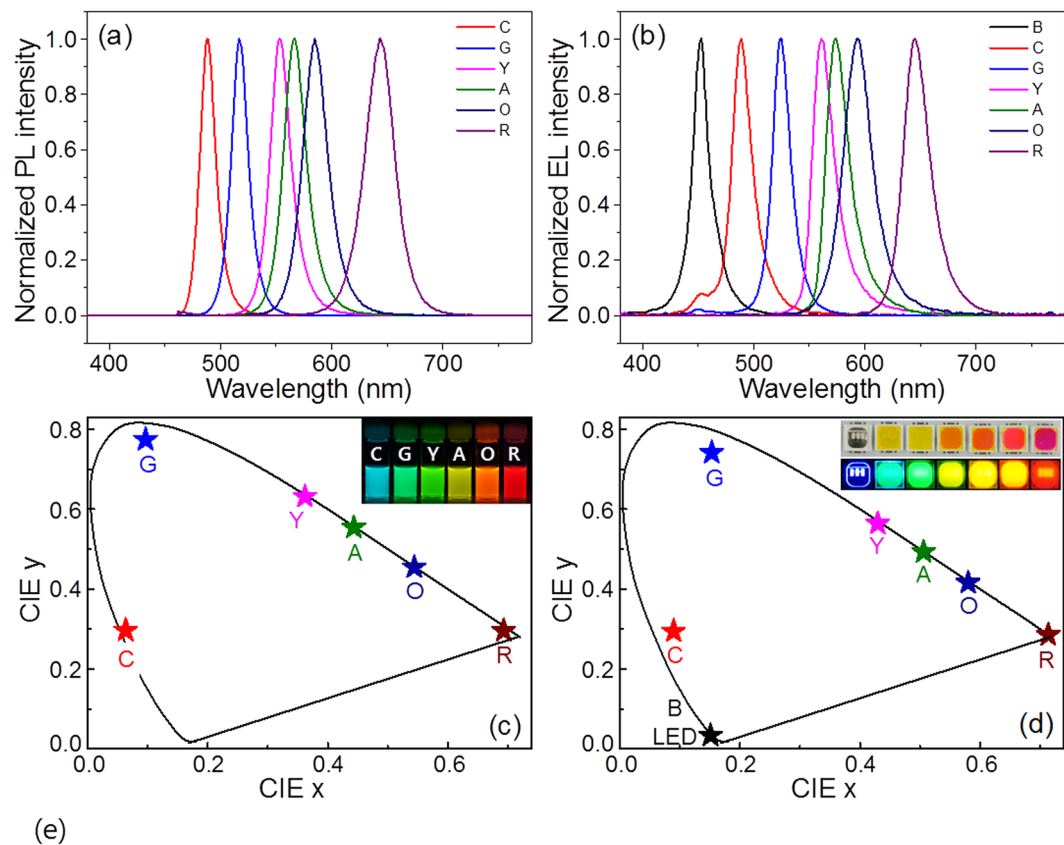 (a)
C
G
Y
A
O
R
Normalized PL intensity
1.0
0.8
0.6
0.4
0.2
0.0
400 500 600 700
Wavelength (nm)
(b)
B
C
G
Y
A
O
R
Normalized EL intensity
1.0
0.8
0.6
0.4
0.2
0.0
400 500 600 700
Wavelength (nm)
0.8
0.6
0.4
0.2
0.0
CIE y
G
Y
A
O
R
C
C G Y A O R
(c)
0.0 0.2 0.4 0.6
CIE x
0.8
0.6
0.4
0.2
0.0
CIE y
G
Y
A
O
R
C
B
LED
(d)
0.0 0.2 0.4 0.6
CIE x
(e)